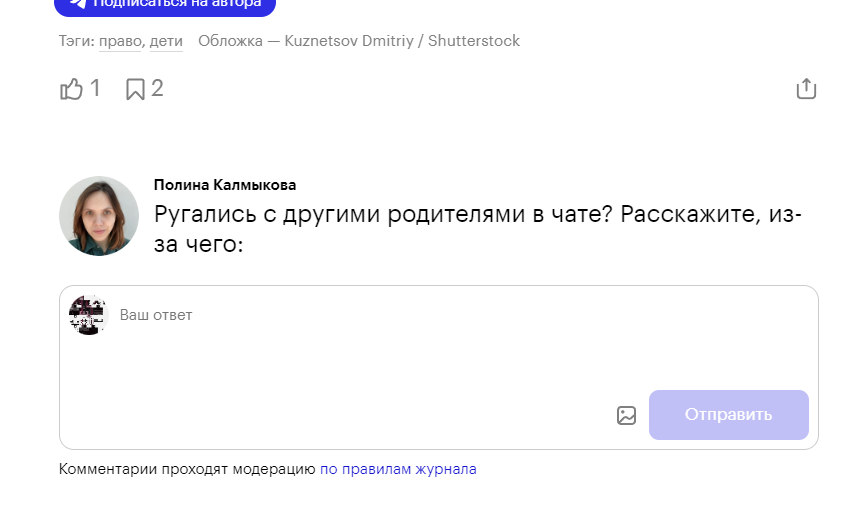 Подписаться на автора
Тэги: право, дети Обложка — Kuznetsov Dmitriy / Shutterstock
1 2
Полина Калмыкова
Ругались с другими родителями в чате? Расскажите, из-
за чего:
Ваш ответ
Отправить
Комментарии проходят модерацию по правилам журнала